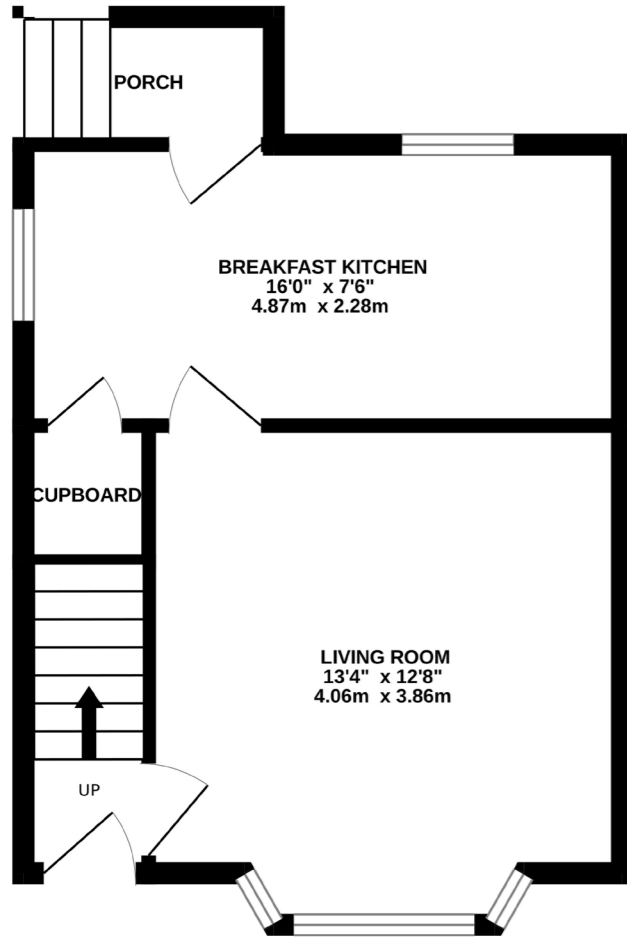 PORCH
BREAKFAST KITCHEN
16'0" x 7'6"
4.87m x 2.28m
CUPBOARD
LIVING ROOM
13'4" x 12'8"
4.06m x 3.86m
UP